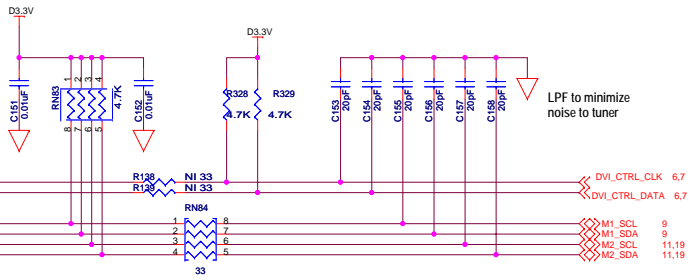 D3.3V
D3.3V
1
2
3
4
RN83
4.7K
8
7
6
5
C151
0.01uF
C152
0.01uF
R328
4.7K
R329
4.7K
C153
20pF
C154
20pF
C155
20pF
C156
20pF
C157
20pF
C158
20pF
LPF to minimize
noise to tuner
R138 NI 33
R139 NI 33
DVI_CTRL_CLK 6,7
DVI_CTRL_DATA 6,7
RN84
1 8
2 7
3 6
4 5
33
M1_SCL 9
M1_SDA 9
M2_SCL 11,19
M2_SDA 11,19